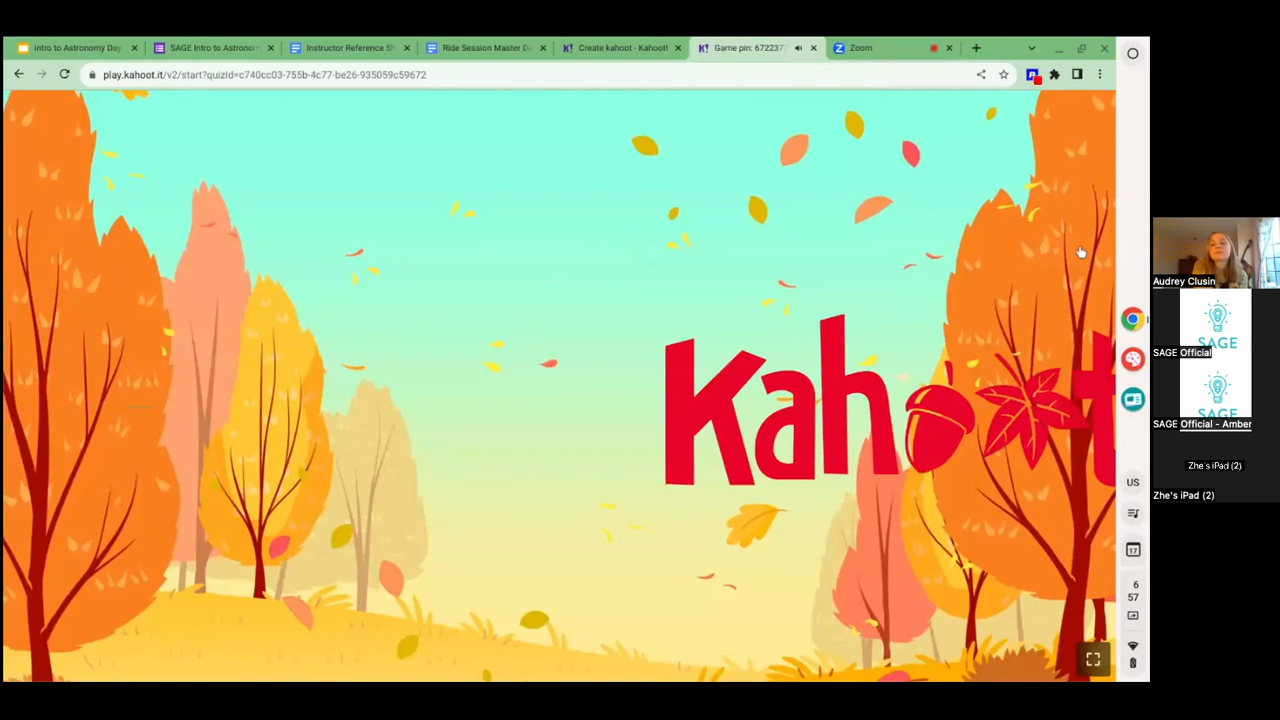 Intro to Astronomy Day
SAGE Intro to Astronom
Instructor Reference Sh
Ride Session Master D
Create kahoot - Kahoot!
Game pin: 672237
Zoom
play.kahoot.it/v2/start?quizId=c740cc03-755b-4c77-be26-935059c59672
Kahoot
Audrey Clusin
SAGE
SAGE Official
SAGE
SAGE Official - Amber
Zhe's iPad (2)
Zhe's iPad (2)
US
17
6
57